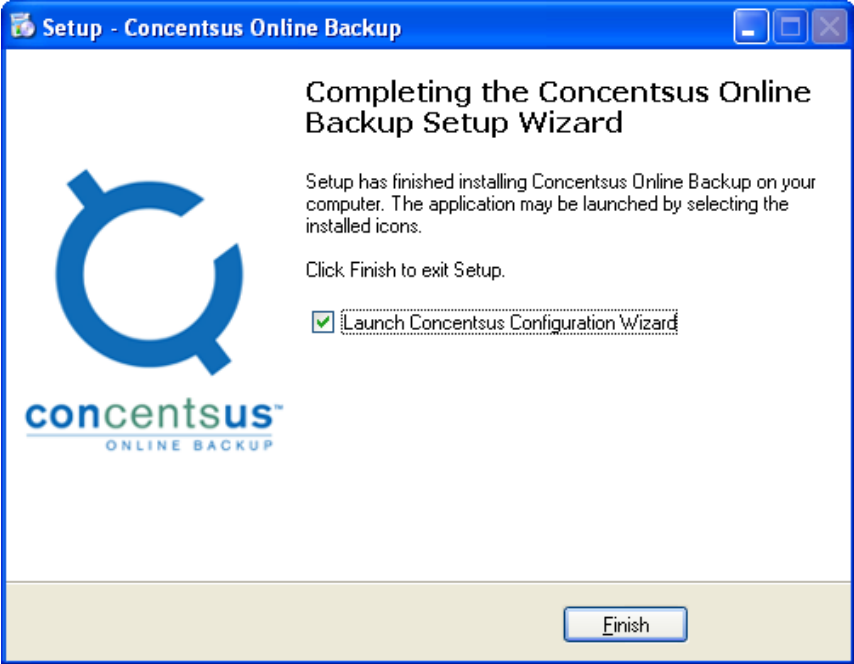 Setup - Concentsus Online Backup
Completing the Concentsus Online
Backup Setup Wizard
Setup has finished installing Concentsus Online Backup on your
computer. The application may be launched by selecting the
installed icons.
Click Finish to exit Setup.
Launch Concentsus Configuration Wizard
concentsus™
ONLINE BACKUP
Finish